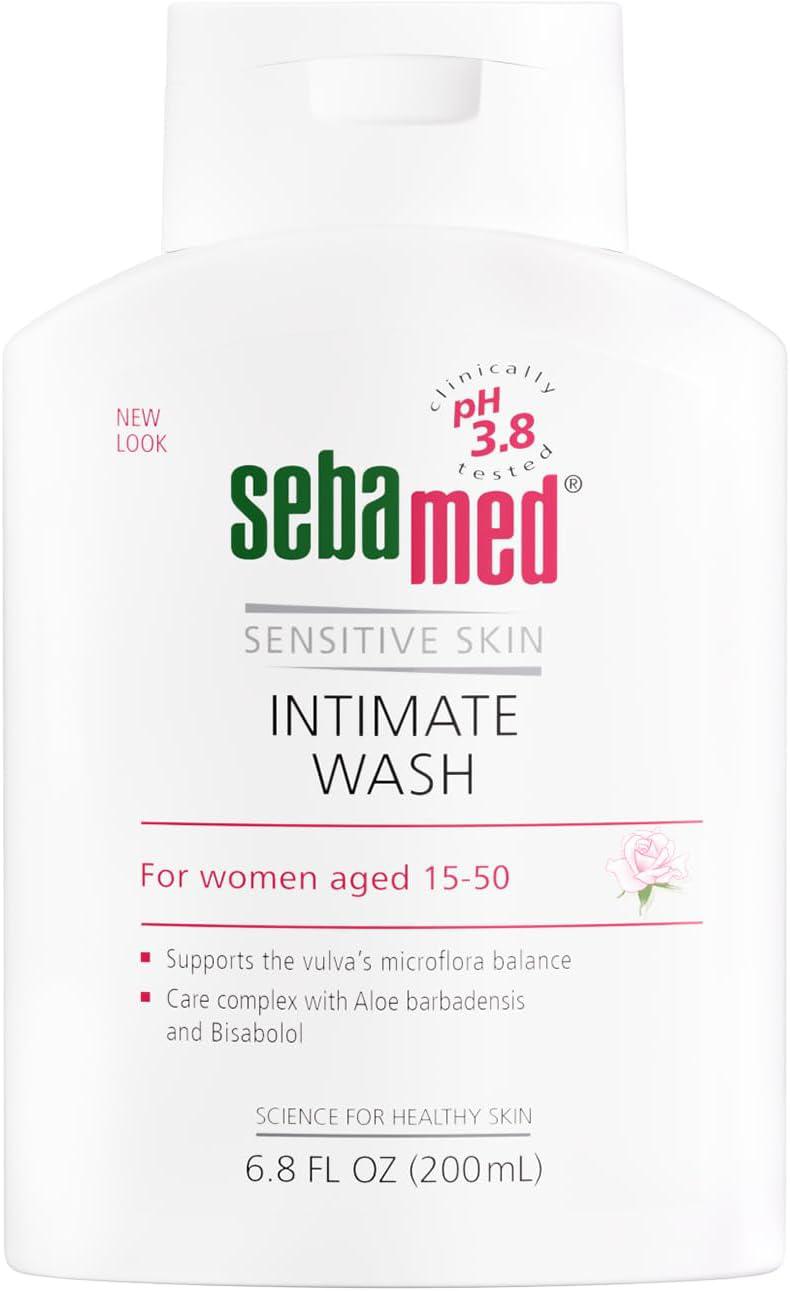 NEW
LOOK
clinically
pH
3.8
tested
sebamed®
SENSITIVE SKIN
INTIMATE
WASH
For women aged 15-50
▪ Supports the vulva's microflora balance
▪ Care complex with Aloe barbadensis
and Bisabolol
SCIENCE FOR HEALTHY SKIN
6.8 FL OZ (200mL)